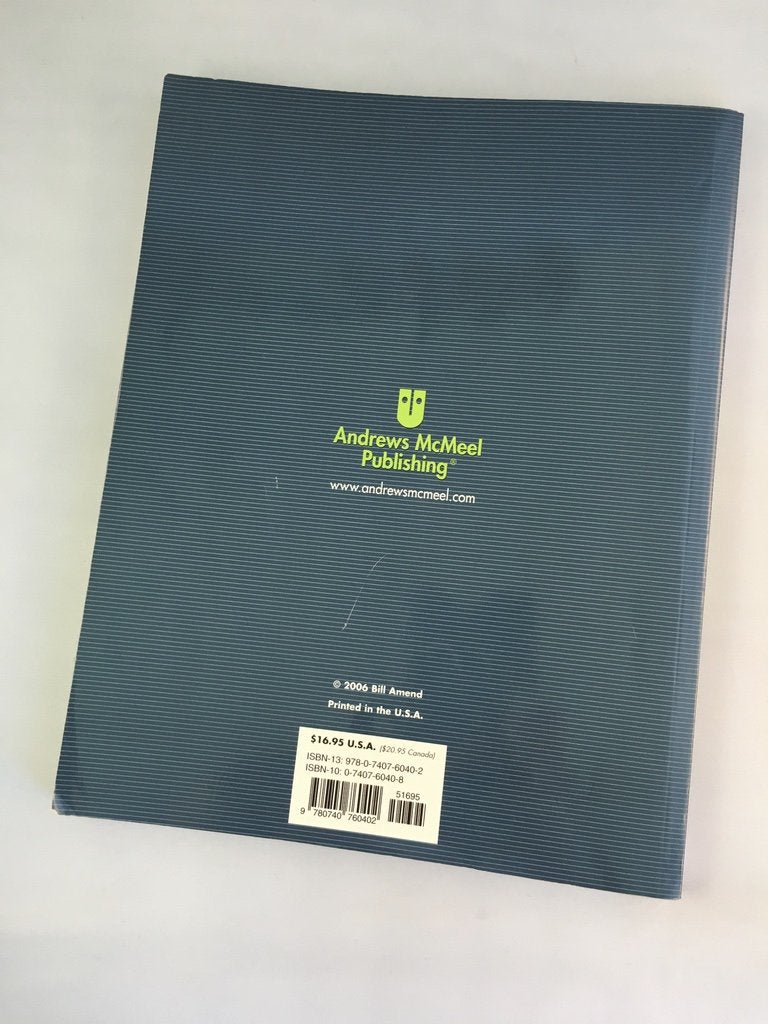 Andrews McMeel
Publishing®
www.andrewsmcmeel.com
© 2006 Bill Amend
Printed in the U.S.A.
$16.95 U.S.A. ($20.95 Canada)
ISBN-13: 978-0-7407-6040-2
ISBN-10: 0-7407-6040-8
51695
9 780740 760402